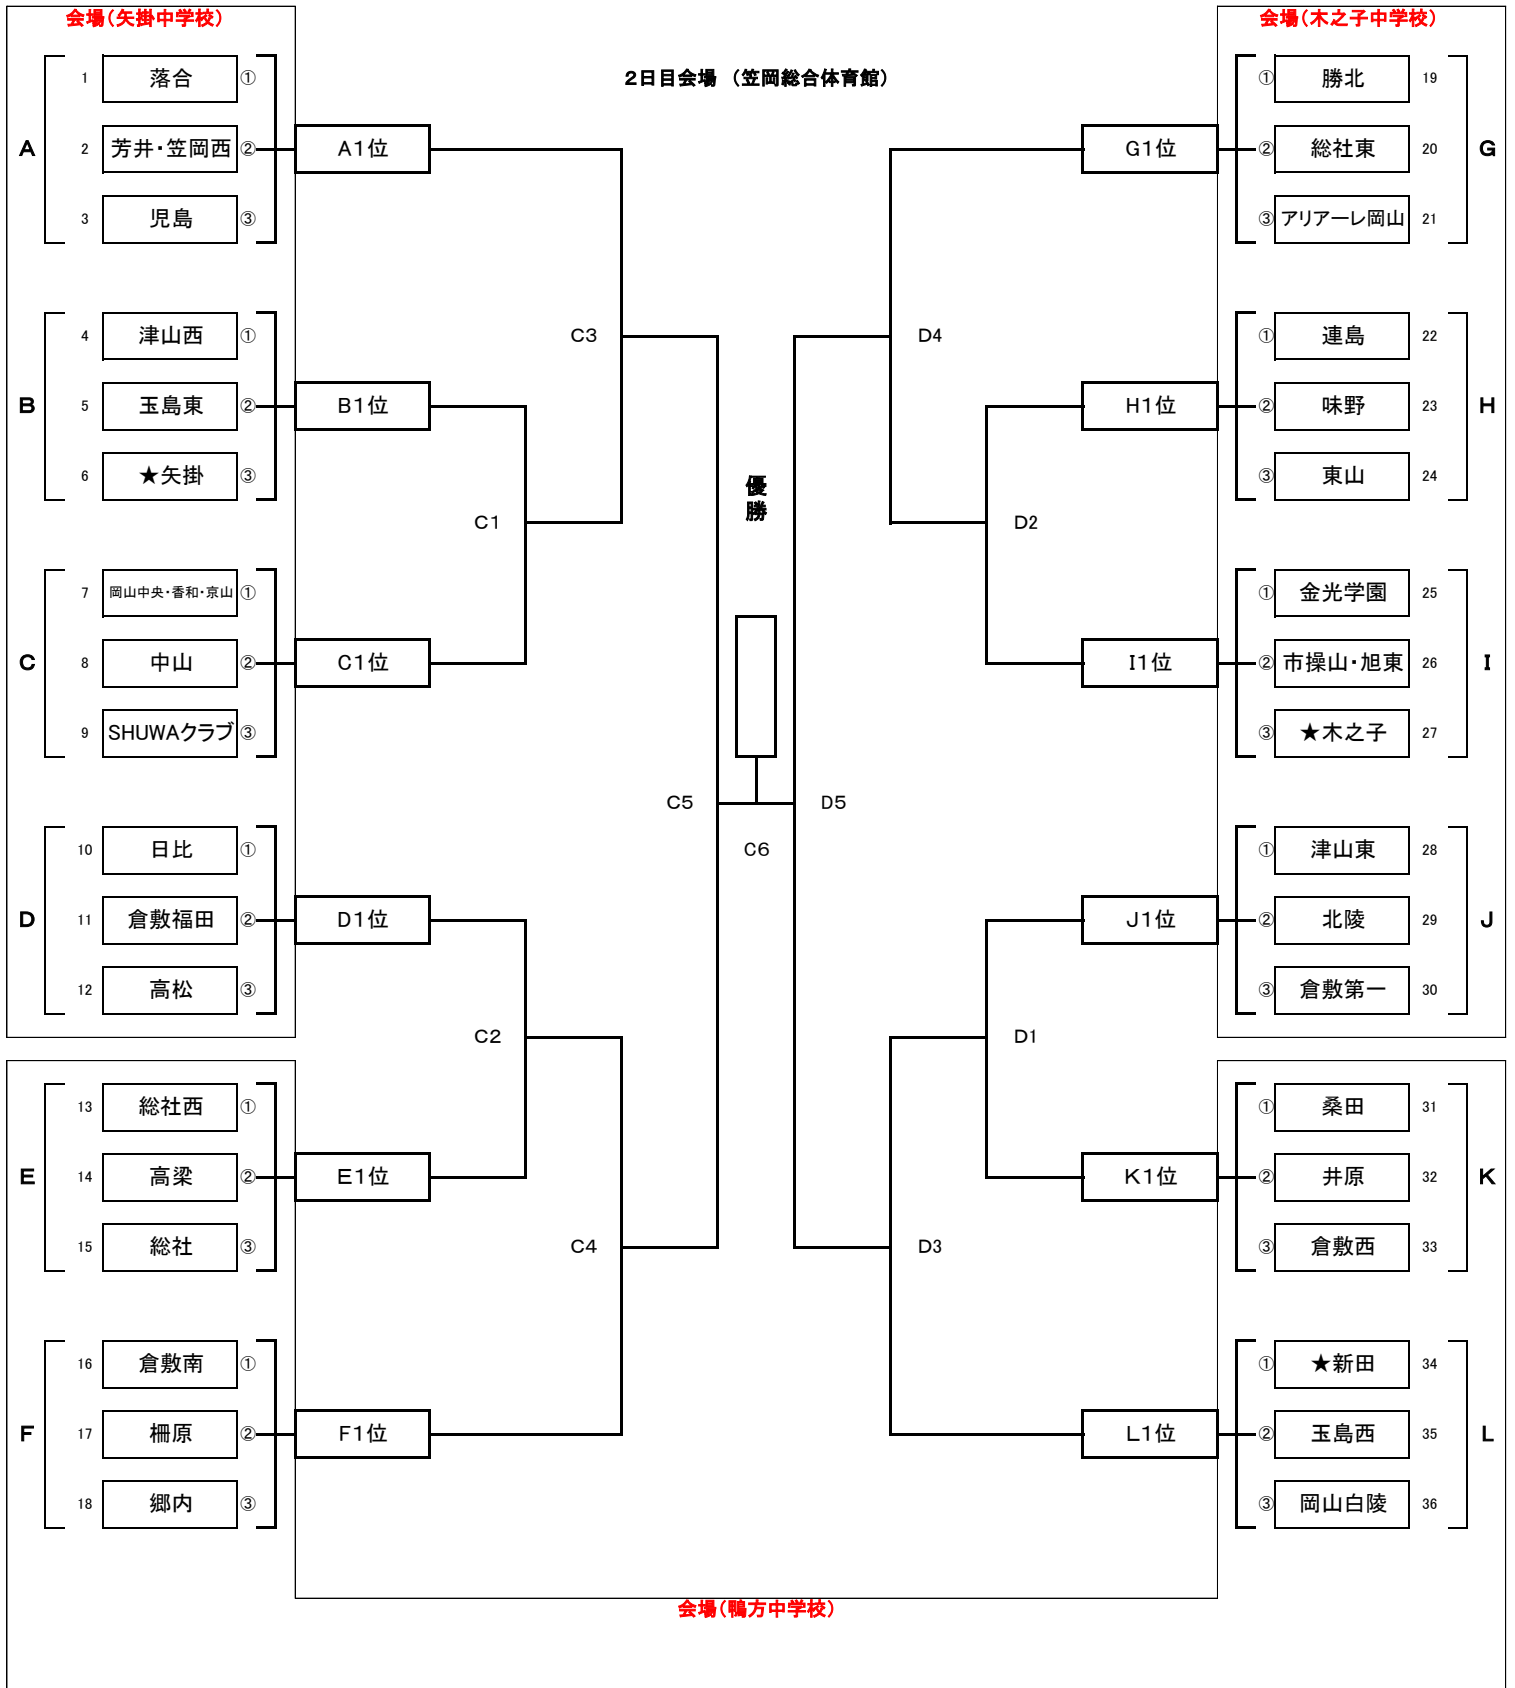 会場(矢掛中学校)
会場(木之子中学校)
2日目会場 (笠岡総合体育館)
A
1 落合 ①
2 芳井・笠岡西 ②
3 児島 ③
A1位
B
4 津山西 ①
5 玉島東 ②
6 ★矢掛 ③
B1位
C
7 岡山中央・香和・京山 ①
8 中山 ②
9 SHUWAクラブ ③
C1位
D
10 日比 ①
11 倉敷福田 ②
12 高松 ③
D1位
E
13 総社西 ①
14 高梁 ②
15 総社 ③
E1位
F
16 倉敷南 ①
17 柵原 ②
18 郷内 ③
F1位
C3
C1
C2
C4
C5
優
勝
C6
D5
D4
D2
D1
D3
G1位
① 勝北 19
② 総社東 20
③ アリアーレ岡山 21
G
H1位
① 連島 22
② 味野 23
③ 東山 24
H
I1位
① 金光学園 25
② 市操山・旭東 26
③ ★木之子 27
I
J1位
① 津山東 28
② 北陵 29
③ 倉敷第一 30
J
K1位
① 桑田 31
② 井原 32
③ 倉敷西 33
K
L1位
① ★新田 34
② 玉島西 35
③ 岡山白陵 36
L
会場(鴨方中学校)